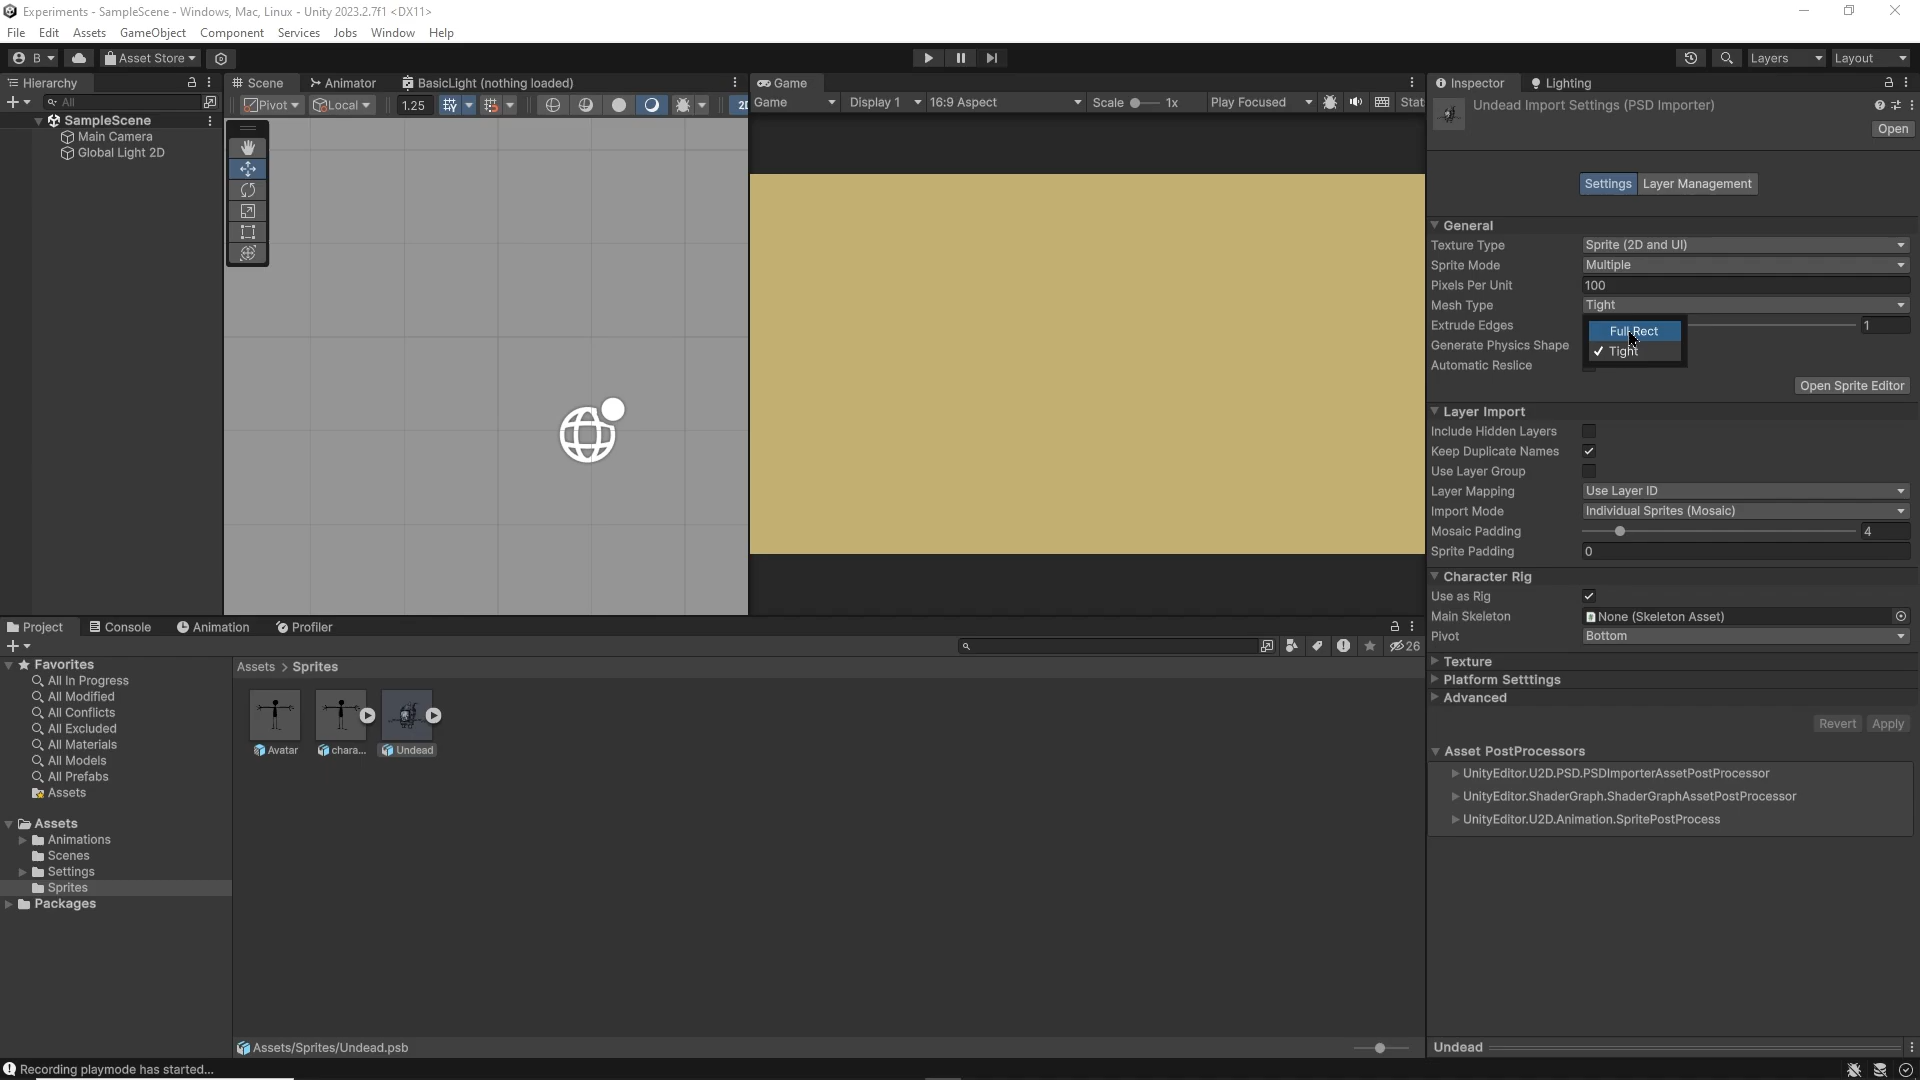 Experiments - SampleScene - Windows, Mac, Linux - Unity 2023.2.7f1 <DX11>
File Edit Assets GameObject Component Services Jobs Window Help
B Asset Store Layers Layout
Hierarchy
All
SampleScene
Main Camera
Global Light 2D
Scene Animator BasicLight (nothing loaded)
Pivot Local 1.25 2D
Game
Game Display 1 16:9 Aspect Scale 1x Play Focused Stat
Inspector Lighting
Undead Import Settings (PSD Importer)
Open
Settings Layer Management
General
Texture Type Sprite (2D and UI)
Sprite Mode Multiple
Pixels Per Unit 100
Mesh Type Tight
Extrude Edges 1
Full Rect
Generate Physics Shape
Tight
Automatic Reslice
Open Sprite Editor
Layer Import
Include Hidden Layers
Keep Duplicate Names
Use Layer Group
Layer Mapping Use Layer ID
Import Mode Individual Sprites (Mosaic)
Mosaic Padding 4
Sprite Padding 0
Character Rig
Use as Rig
Main Skeleton None (Skeleton Asset)
Pivot Bottom
Texture
Platform Setttings
Advanced
Revert Apply
Asset PostProcessors
UnityEditor.U2D.PSD.PSDImporterAssetPostProcessor
UnityEditor.ShaderGraph.ShaderGraphAssetPostProcessor
UnityEditor.U2D.Animation.SpritePostProcess
Undead
Project Console Animation Profiler
26
Favorites
All In Progress
All Modified
All Conflicts
All Excluded
All Materials
All Models
All Prefabs
Assets
Assets
Animations
Scenes
Settings
Sprites
Packages
Assets > Sprites
Avatar chara... Undead
Assets/Sprites/Undead.psb
Recording playmode has started...